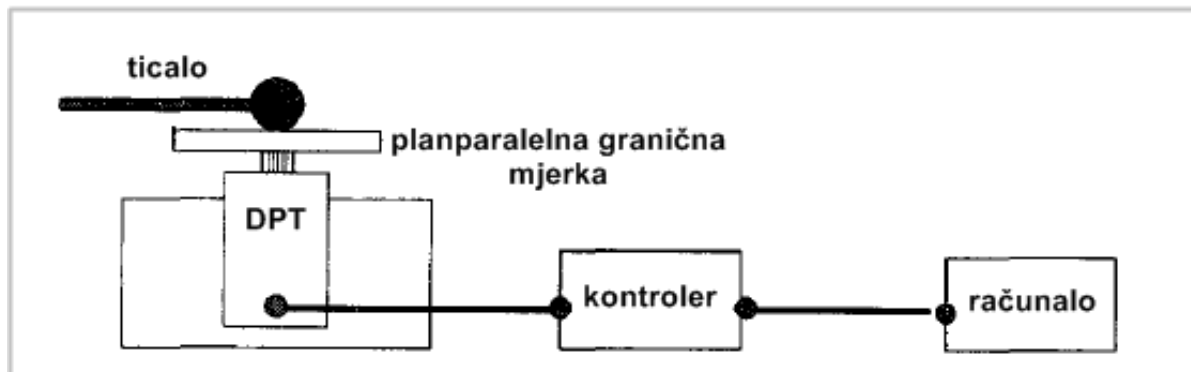 ticalo
planparalelna granična
mjerka
DPT
kontroler
računalo